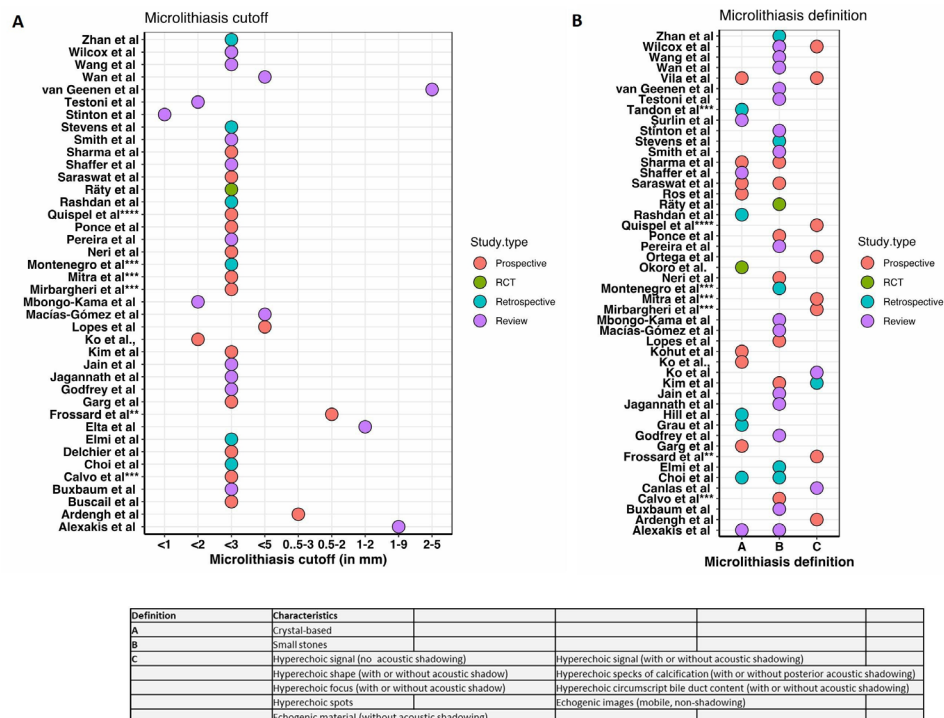 A
Microlithiasis cutoff
Zhan et al
Wilcox et al
Wang et al
Wan et al
van Geenen et al
Testoni et al
Stinton et al
Stevens et al
Smith et al
Sharma et al
Shaffer et al
Saraswat et al
Räty et al
Rashdan et al
Quispel et al****
Ponce et al
Pereira et al
Neri et al
Montenegro et al***
Mitra et al***
Mirbargheri et al***
Mbongo-Kama et al
Macías-Gómez et al
Lopes et al
Ko et al.,
Kim et al
Jain et al
Jagannath et al
Godfrey et al
Garg et al
Frossard et al**
Elta et al
Elmi et al
Delchier et al
Choi et al
Calvo et al***
Buxbaum et al
Buscail et al
Ardengh et al
Alexakis et al
<1 <2 <3 <5 0.5-3 0.5-2 1-2 1-9 2-5
Microlithiasis cutoff (in mm)
Study.type
Prospective
RCT
Retrospective
Review
B
Microlithiasis definition
Zhan et al
Wilcox et al
Wang et al
Wan et al
Vila et al
van Geenen et al
Testoni et al
Tandon et al***
Surlin et al
Stinton et al
Stevens et al
Smith et al
Sharma et al
Shaffer et al
Saraswat et al
Ros et al
Räty et al
Rashdan et al
Quispel et al****
Ponce et al
Pereira et al
Ortega et al
Okoro et al.
Neri et al
Montenegro et al***
Mitra et al***
Mirbargheri et al***
Mbongo-Kama et al
Macías-Gómez et al
Lopes et al
Kohut et al
Ko et al.,
Ko et al
Kim et al
Jain et al
Jagannath et al
Hill et al
Grau et al
Godfrey et al
Garg et al
Frossard et al**
Elmi et al
Choi et al
Canlas et al
Calvo et al***
Buxbaum et al
Ardengh et al
Alexakis et al
A B C
Microlithiasis definition
Study.type
Prospective
RCT
Retrospective
Review
Definition Characteristics
A Crystal-based
B Small stones
C Hyperechoic signal (no acoustic shadowing) Hyperechoic signal (with or without acoustic shadowing)
Hyperechoic shape (with or without acoustic shadow) Hyperechoic specks of calcification (with or without posterior acoustic shadowing)
Hyperechoic focus (with or without acoustic shadow) Hyperechoic circumscript bile duct content (with or without acoustic shadowing)
Hyperechoic spots Echogenic images (mobile, non-shadowing)
Echogenic material (without acoustic shadowing)